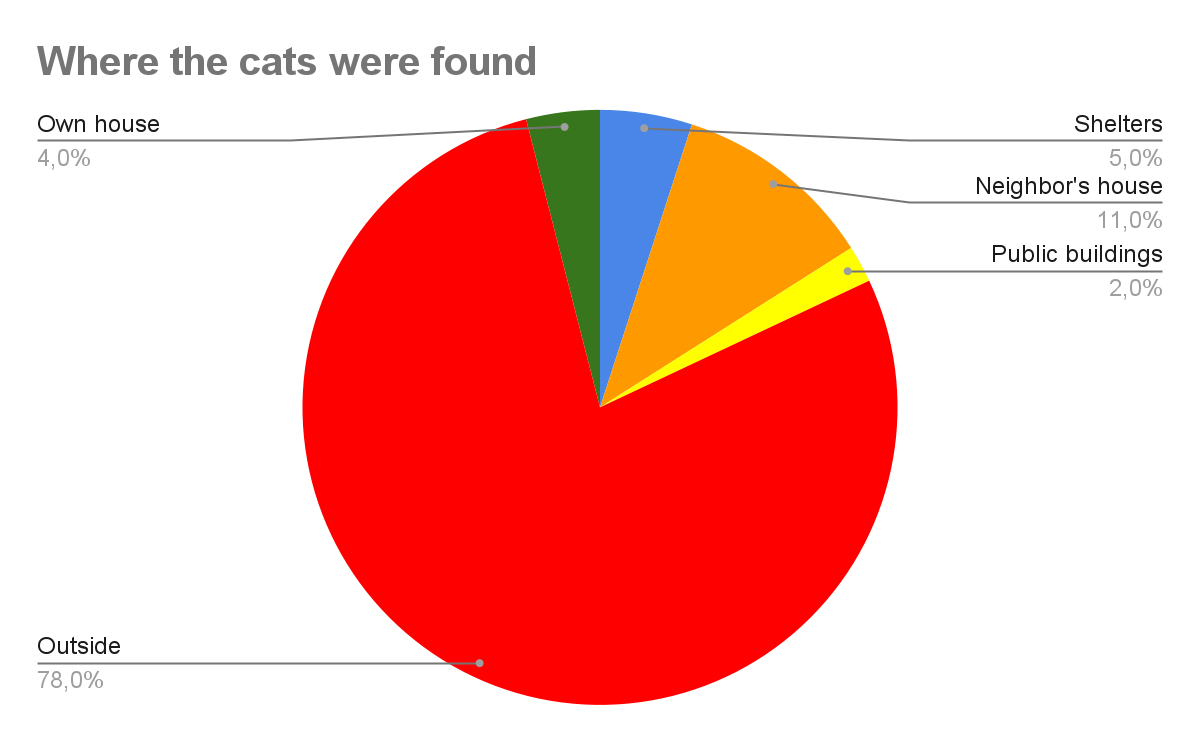 Where the cats were found
Own house
4,0%
Shelters
5,0%
Neighbor's house
11,0%
Public buildings
2,0%
Outside
78,0%